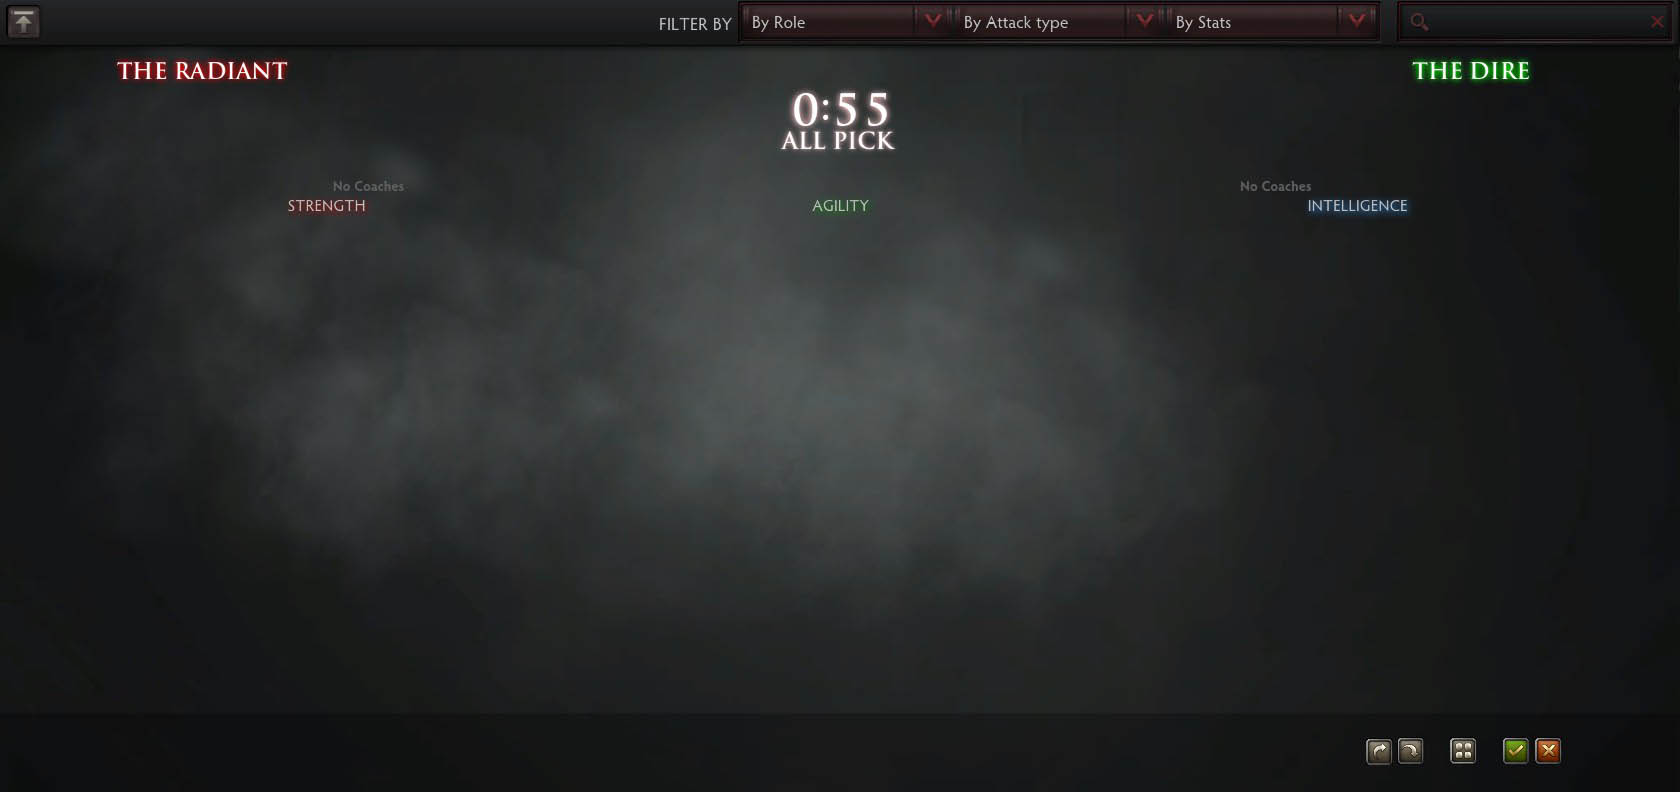 FILTER BY By Role By Attack type By Stats
THE RADIANT THE DIRE
0:55
ALL PICK
No Coaches No Coaches
STRENGTH AGILITY INTELLIGENCE